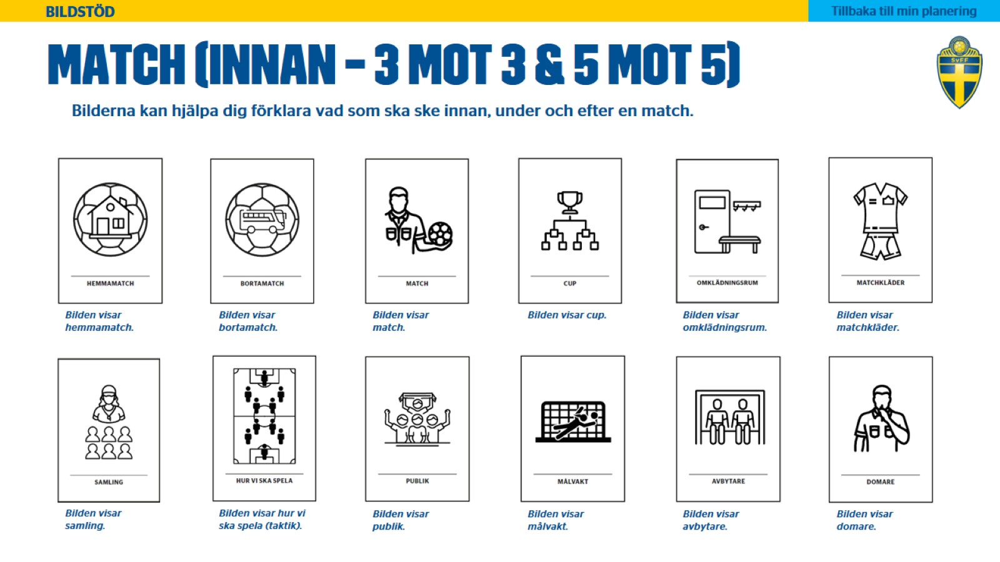 BILDSTÖD
Tillbaka till min planering
MATCH (INNAN – 3 MOT 3 & 5 MOT 5)
SvFF
Bilderna kan hjälpa dig förklara vad som ska ske innan, under och efter en match.
HEMMAMATCH
BORTAMATCH
MATCH
CUP
OMKLÄDNINGSRUM
MATCHKLÄDER
Bilden visar
hemmamatch.
Bilden visar
bortamatch.
Bilden visar
match.
Bilden visar cup.
Bilden visar
omklädningsrum.
Bilden visar
matchkläder.
SAMLING
HUR VI SKA SPELA
PUBLIK
MÅLVAKT
AVBYTARE
DOMARE
Bilden visar
samling.
Bilden visar hur vi
ska spela (taktik).
Bilden visar
publik.
Bilden visar
målvakt.
Bilden visar
avbytare.
Bilden visar
domare.